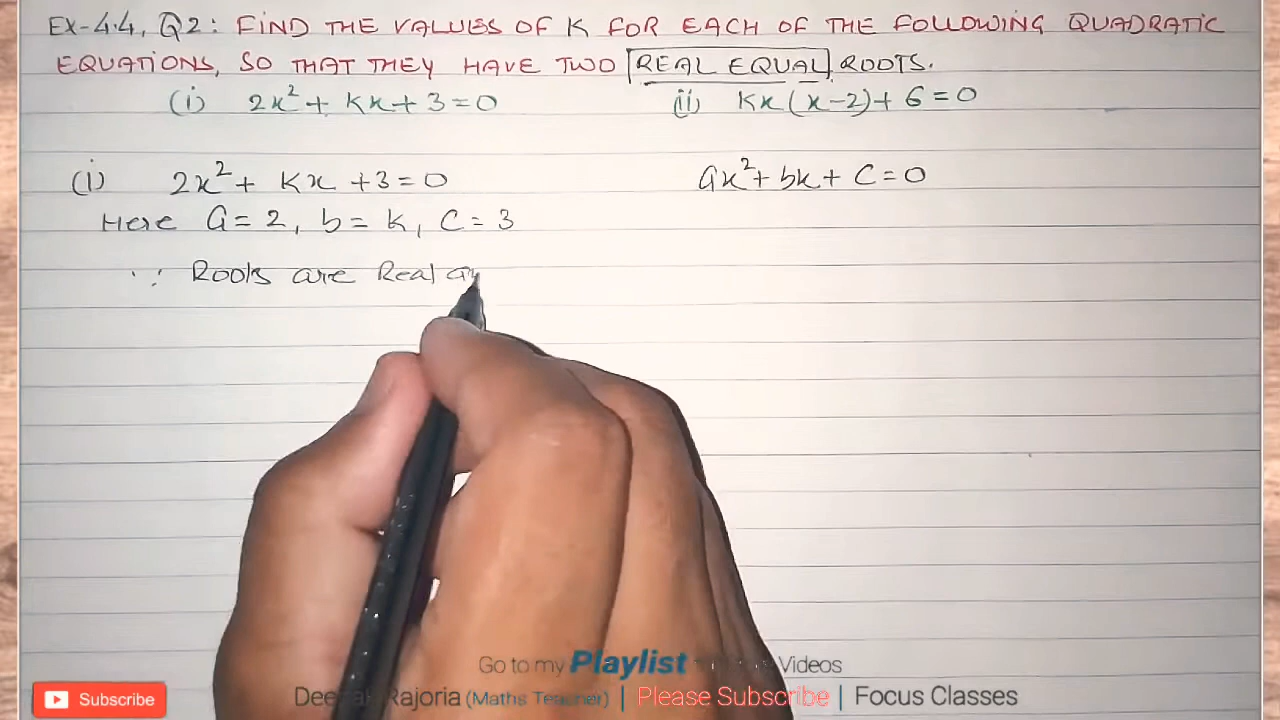 EX-4.4, Q2: FIND THE VALUES OF K FOR EACH OF THE FOLLOWING QUADRATIC
EQUATIONS, SO THAT THEY HAVE TWO REAL EQUAL ROOTS.
(i) 2x² + Kx + 3 = 0 (ii) Kx(x-2) + 6 = 0
(i) 2x² + Kx + 3 = 0 ax² + bx + C = 0
Here a = 2, b = K, C = 3
∵ Roots are Real
Go to my Playlist Videos
Rajoria (Maths Teacher) | Please Subscribe | Focus Classes
Subscribe